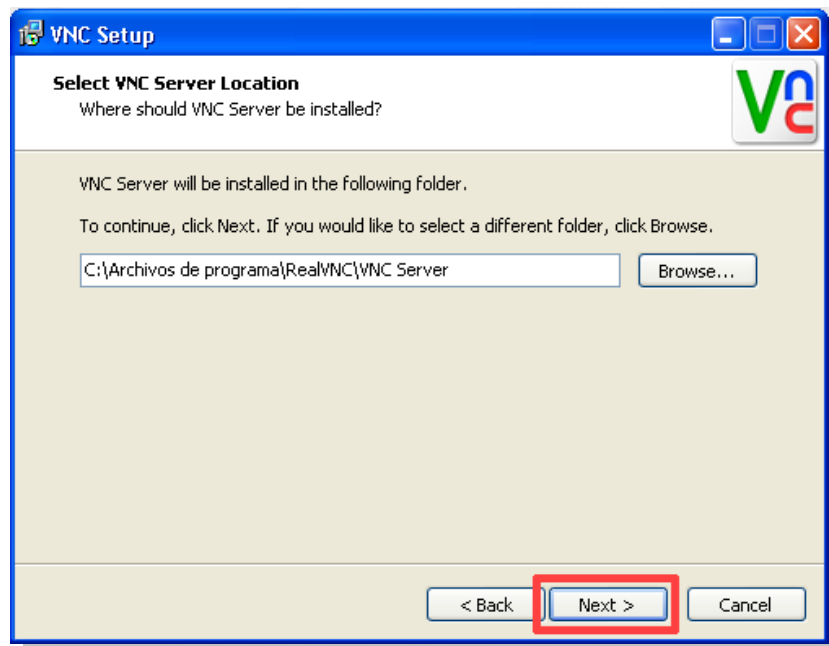 VNC Setup
Select VNC Server Location
Where should VNC Server be installed?
VNC Server will be installed in the following folder.
To continue, click Next. If you would like to select a different folder, click Browse.
C:\Archivos de programa\RealVNC\VNC Server
Browse...
< Back
Next >
Cancel